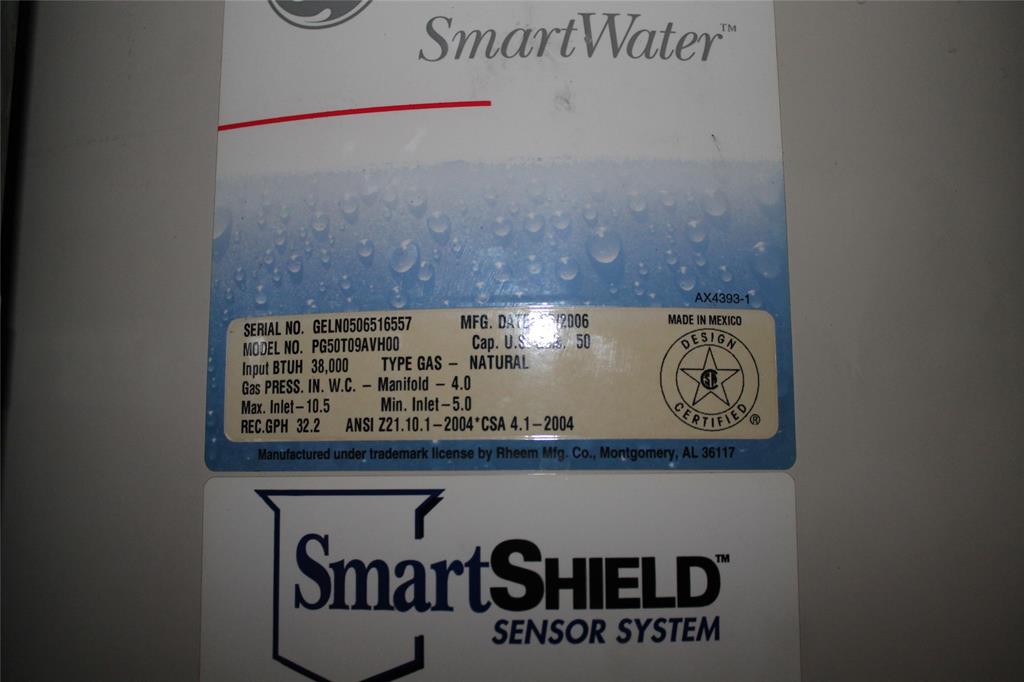 SmartWater™
AX4393-1
SERIAL NO. GELN0506516557 MFG. DATE: /2006
MODEL NO. PG50T09AVH00 Cap. U.S. 50
Input BTUH 38,000 TYPE GAS – NATURAL
Gas PRESS. IN. W.C. – Manifold – 4.0
Max. Inlet–10.5 Min. Inlet–5.0
REC.GPH 32.2 ANSI Z21.10.1–2004*CSA 4.1–2004
MADE IN MEXICO
DESIGN
CERTIFIED
®
Manufactured under trademark license by Rheem Mfg. Co., Montgomery, AL 36117
SmartSHIELD™
SENSOR SYSTEM